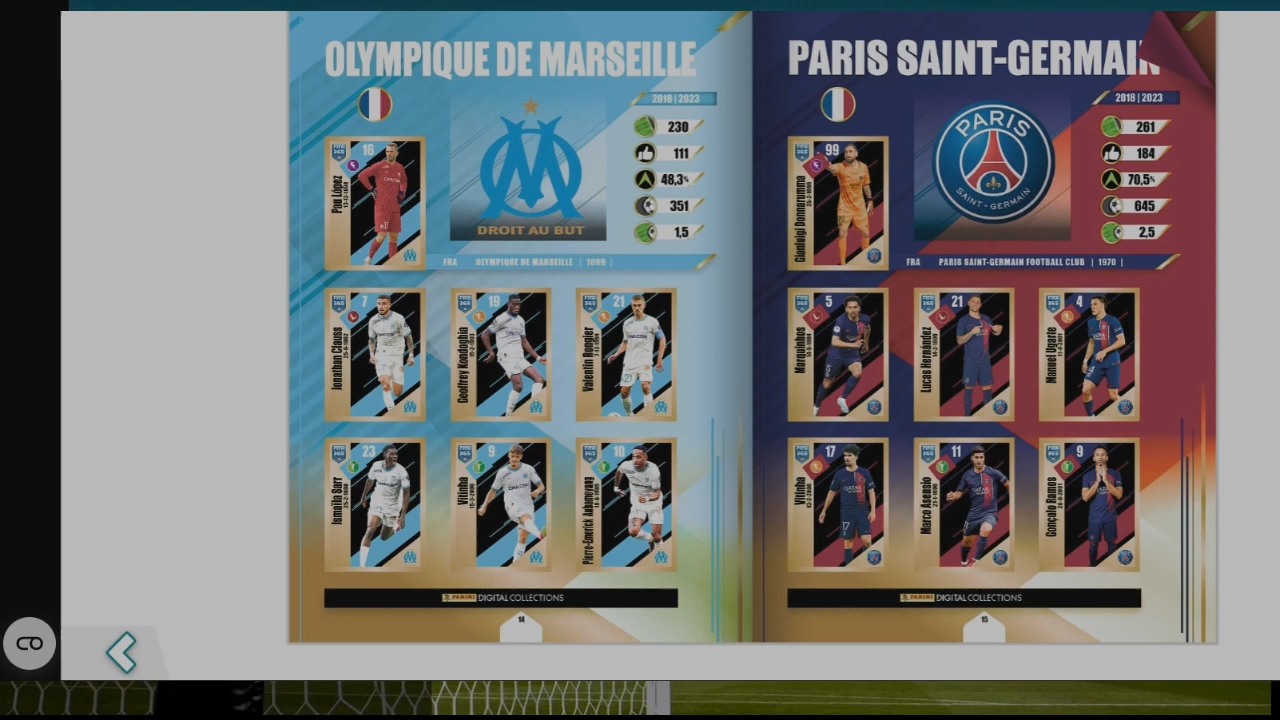 OLYMPIQUE DE MARSEILLE
2018 | 2023
230
111
48,3%
351
1,5
DROIT AU BUT
FRA OLYMPIQUE DE MARSEILLE | 1899 |
FIFA 365
16
Pau López
7
Jonathan Clauss
19
Geoffrey Kondogbia
21
Valentin Rongier
23
Ismaïla Sarr
9
Vitinha
10
Pierre-Emerick Aubameyang
PANINI DIGITAL COLLECTIONS
14
PARIS SAINT-GERMAIN
2018 | 2023
261
184
70,5%
645
2,5
PARIS
SAINT-GERMAIN
FRA PARIS SAINT-GERMAIN FOOTBALL CLUB | 1970 |
99
Gianluigi Donnarumma
5
Marquinhos
21
Lucas Hernández
4
Manuel Ugarte
17
Vitinha
11
Marco Asensio
9
Gonçalo Ramos
PANINI DIGITAL COLLECTIONS
15